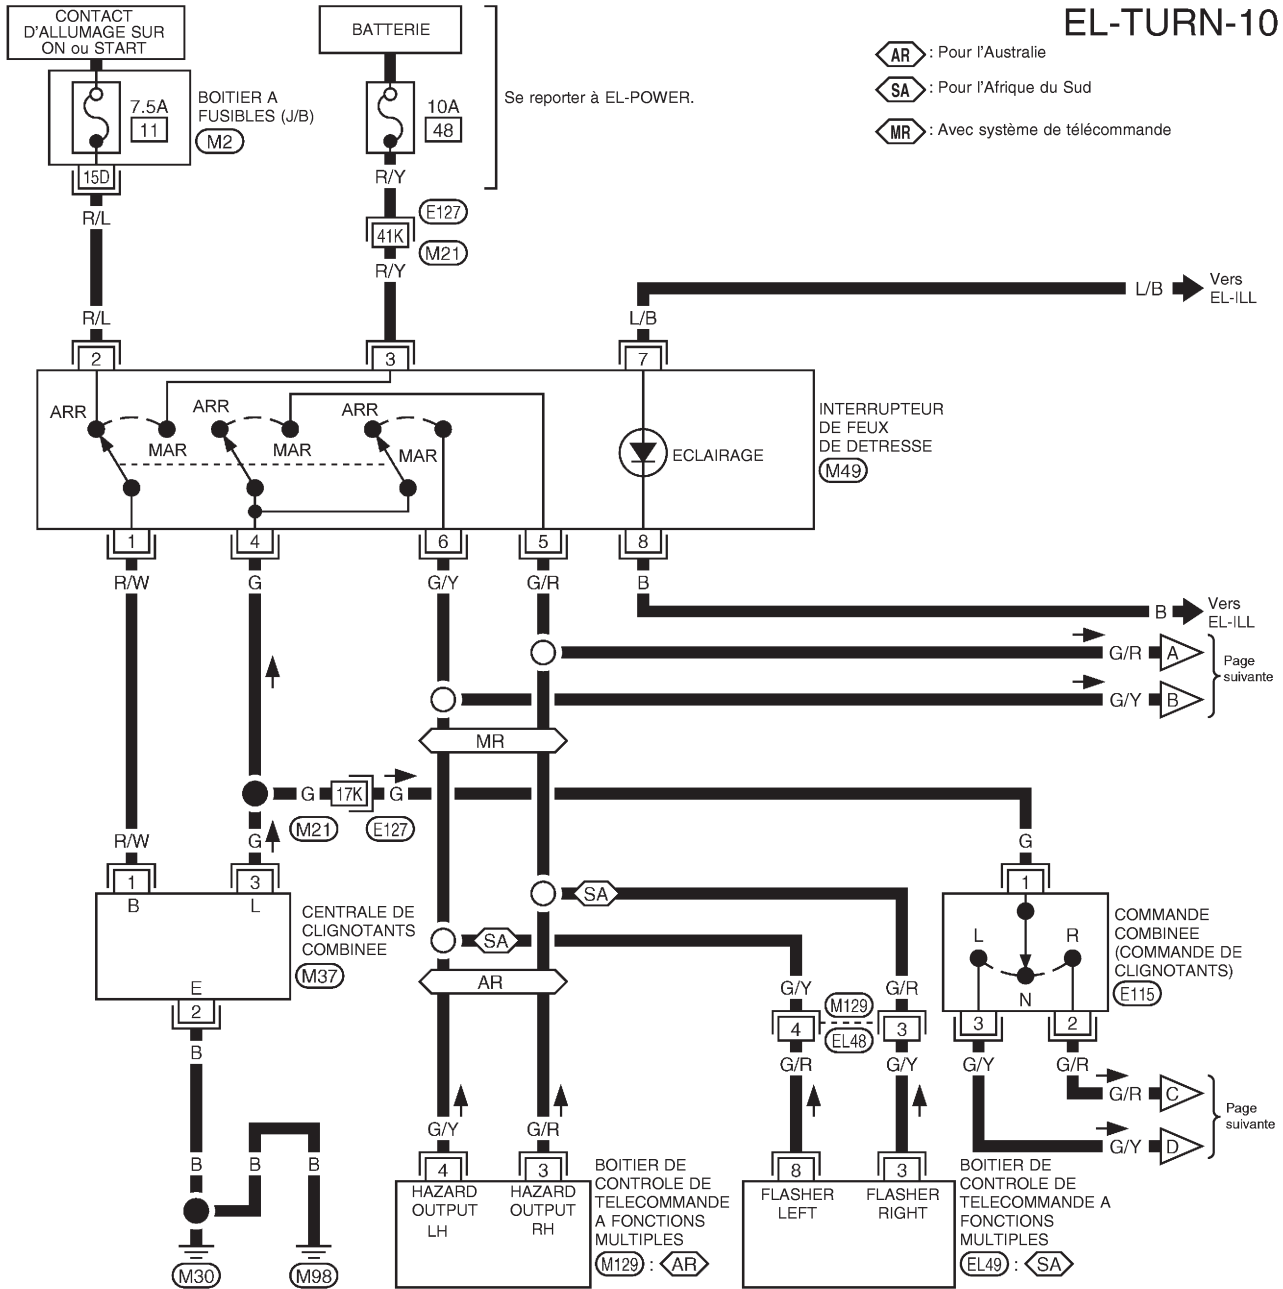 EL-TURN-10
CONTACT
D'ALLUMAGE SUR
ON ou START
BATTERIE
AR : Pour l'Australie
SA : Pour l'Afrique du Sud
MR : Avec système de télécommande
7.5A
11
BOITIER A
FUSIBLES (J/B)
M2
10A
48
Se reporter à EL-POWER.
15D
R/Y
R/L
E127
41K
M21
R/Y
L/B
Vers
EL-ILL
R/L
L/B
2
3
7
ARR
MAR
ARR
MAR
ARR
MAR
ECLAIRAGE
INTERRUPTEUR
DE FEUX
DE DETRESSE
M49
1
4
6
5
8
R/W
G
G/Y
G/R
B
B
Vers
EL-ILL
G/R
A
G/Y
B
Page
suivante
MR
G
17K
G
M21
E127
R/W
G
G
1
3
1
B
L
E
CENTRALE DE
CLIGNOTANTS
COMBINEE
M37
SA
SA
AR
L
R
N
COMMANDE
COMBINEE
(COMMANDE DE
CLIGNOTANTS)
E115
2
B
G/Y
G/R
4
M129
EL48
3
3
2
G/R
G/Y
G/Y
G/R
G/R
C
G/Y
D
Page
suivante
G/Y
G/R
B
B
B
4
3
8
3
HAZARD
OUTPUT
LH
HAZARD
OUTPUT
RH
BOITIER DE
CONTROLE DE
TELECOMMANDE
A FONCTIONS
MULTIPLES
M129 : AR
FLASHER
LEFT
FLASHER
RIGHT
BOITIER DE
CONTROLE DE
TELECOMMANDE A
FONCTIONS
MULTIPLES
EL49 : SA
M30
M98